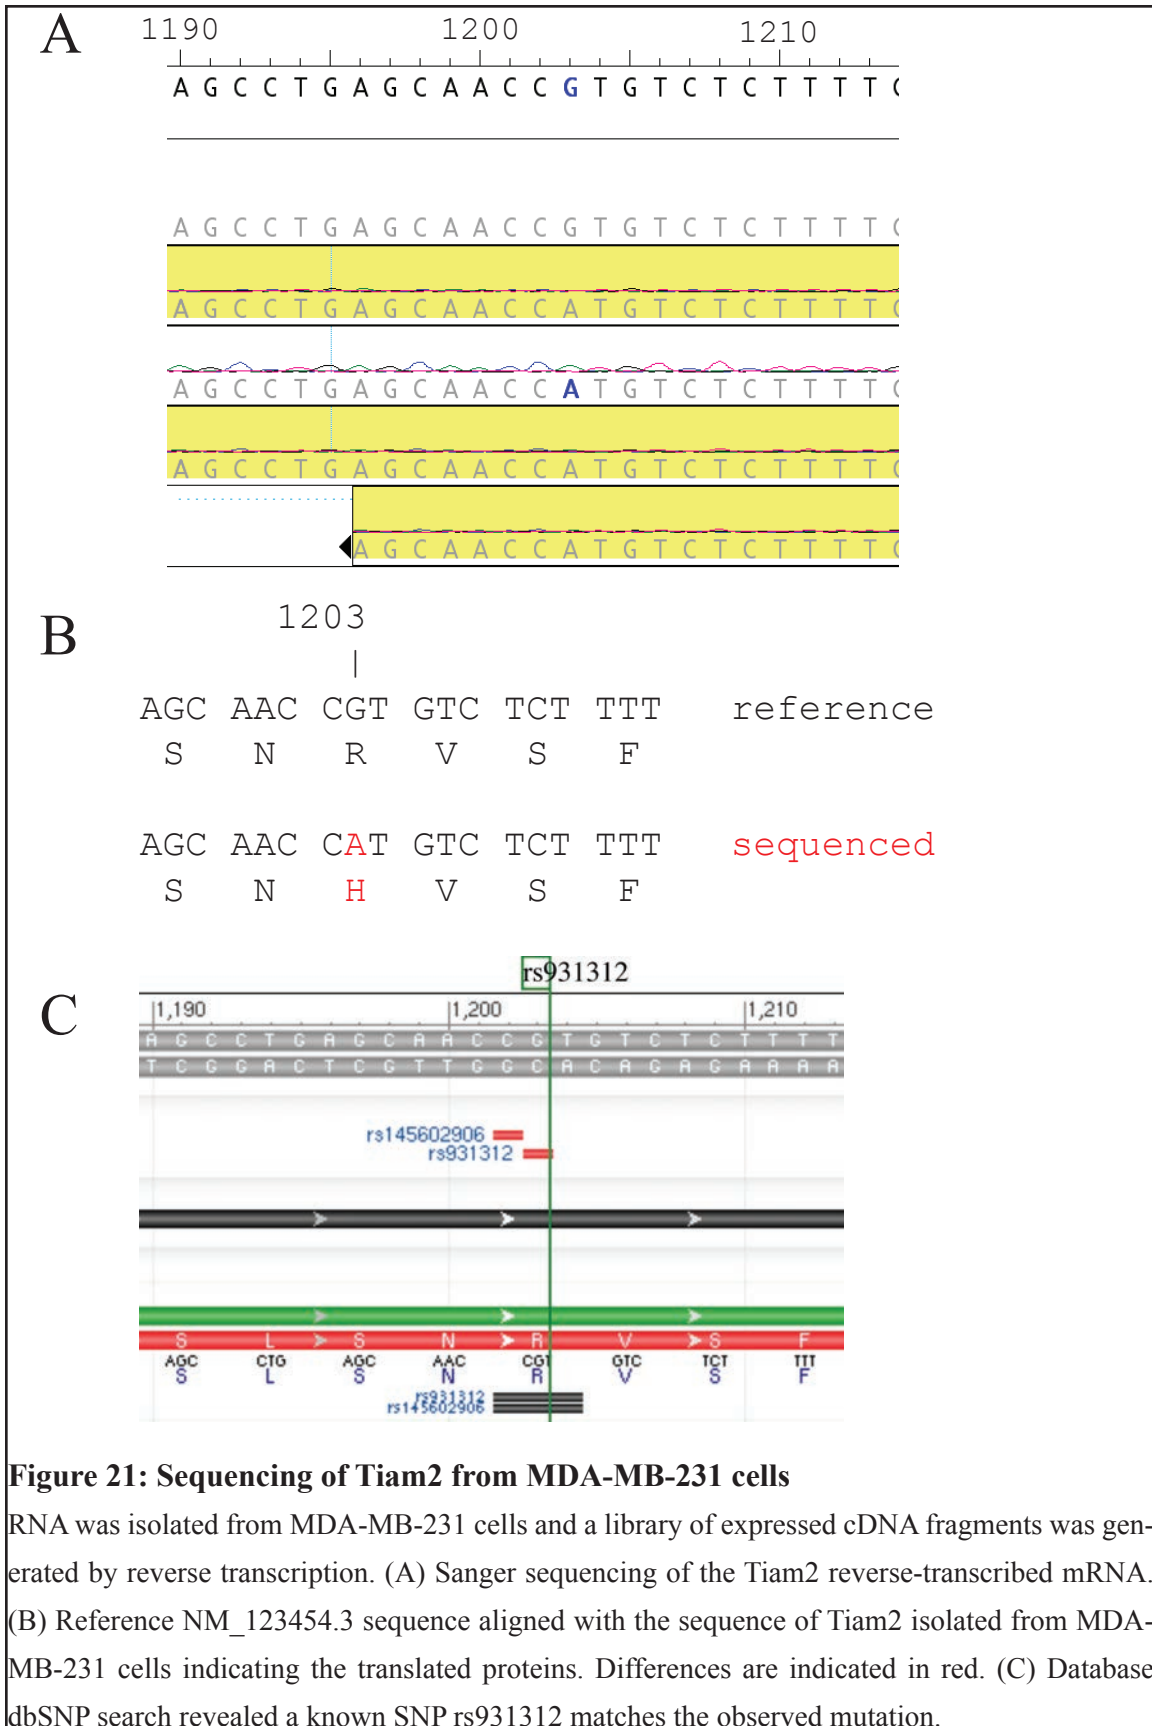 A
1190 1200 1210
A G C C T G A G C A A C C G T G T C T C T T T T
A G C C T G A G C A A C C G T G T C T C T T T T
A G C C T G A G C A A C C A T G T C T C T T T T
A G C C T G A G C A A C C A T G T C T C T T T T
A G C C T G A G C A A C C A T G T C T C T T T T
A G C A A C C A T G T C T C T T T T
B
1203
AGC AAC CGT GTC TCT TTT reference
S N R V S F
AGC AAC CAT GTC TCT TTT sequenced
S N H V S F
C
rs931312
1,190 1,200 1,210
A G C C T G A G C A A C C G T G T C T C T T T T
T C G G A C T C G T T G G C A C A G A G A A A A
rs145602906
rs931312
S L S N R V S F
AGC CTG AGC AAC CGT GTC TCT TTT
S L S N R V S F
rs931312
rs145602906
Figure 21: Sequencing of Tiam2 from MDA-MB-231 cells
RNA was isolated from MDA-MB-231 cells and a library of expressed cDNA fragments was gen-
erated by reverse transcription. (A) Sanger sequencing of the Tiam2 reverse-transcribed mRNA.
(B) Reference NM_123454.3 sequence aligned with the sequence of Tiam2 isolated from MDA-
MB-231 cells indicating the translated proteins. Differences are indicated in red. (C) Database
dbSNP search revealed a known SNP rs931312 matches the observed mutation.